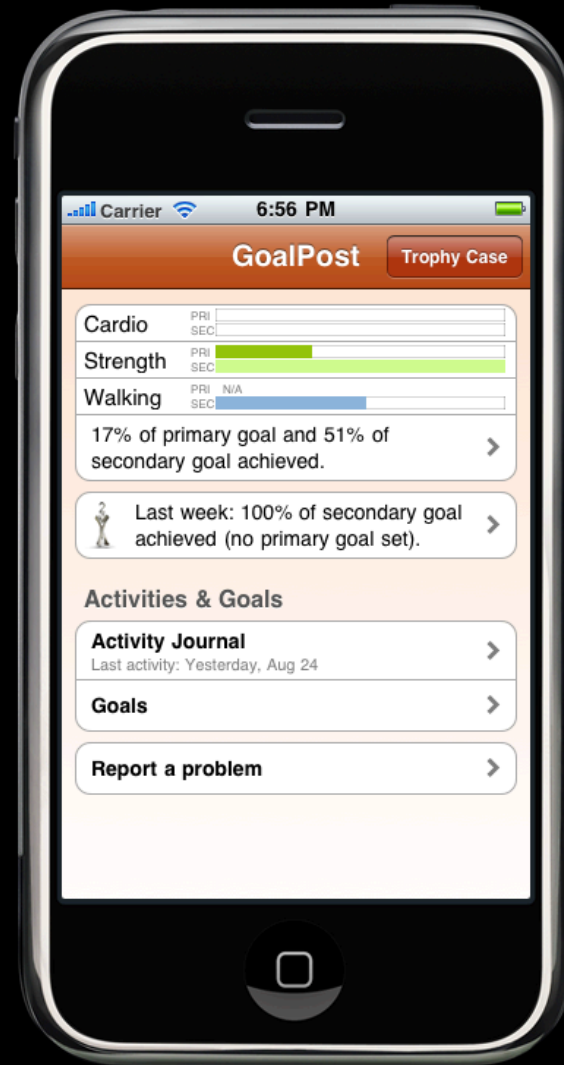 Carrier 6:56 PM
GoalPost Trophy Case
Cardio PRI
SEC
Strength PRI
SEC
Walking PRI N/A
SEC
17% of primary goal and 51% of
secondary goal achieved.
Last week: 100% of secondary goal
achieved (no primary goal set).
Activities & Goals
Activity Journal
Last activity: Yesterday, Aug 24
Goals
Report a problem